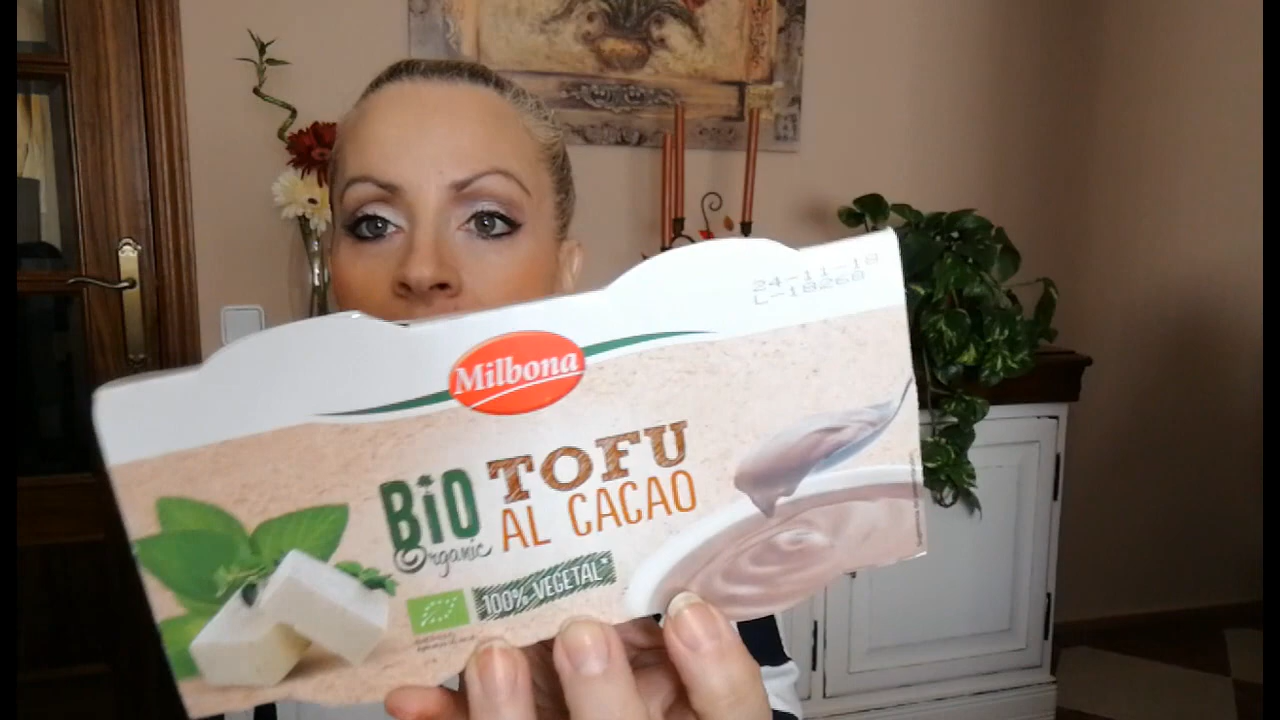 24-11-18
L-18268
Milbona
BiO
Organic
TOFU
AL CACAO
100% VEGETAL*